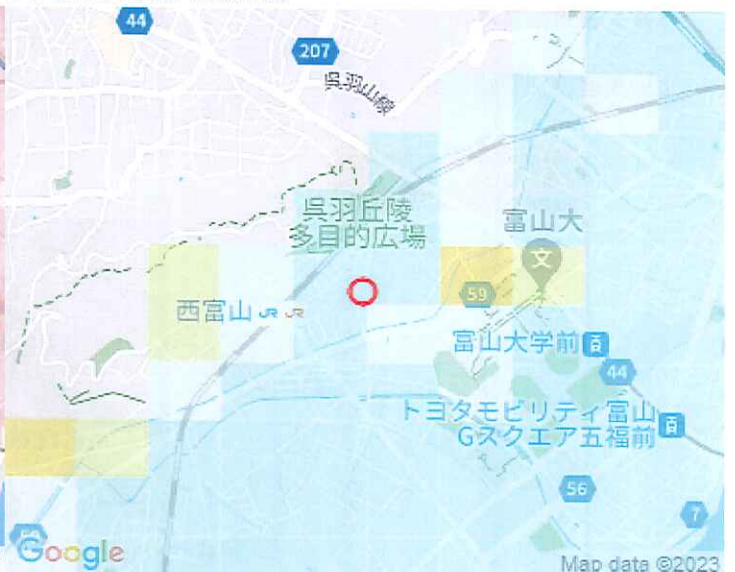 44
207
呉羽山線
呉羽丘陵
多目的広場
富山大
文
59
西富山 JR JR
富山大学前
44
トヨタモビリティ富山
Gスクエア五福前
56
7
Google
Map data ©2023